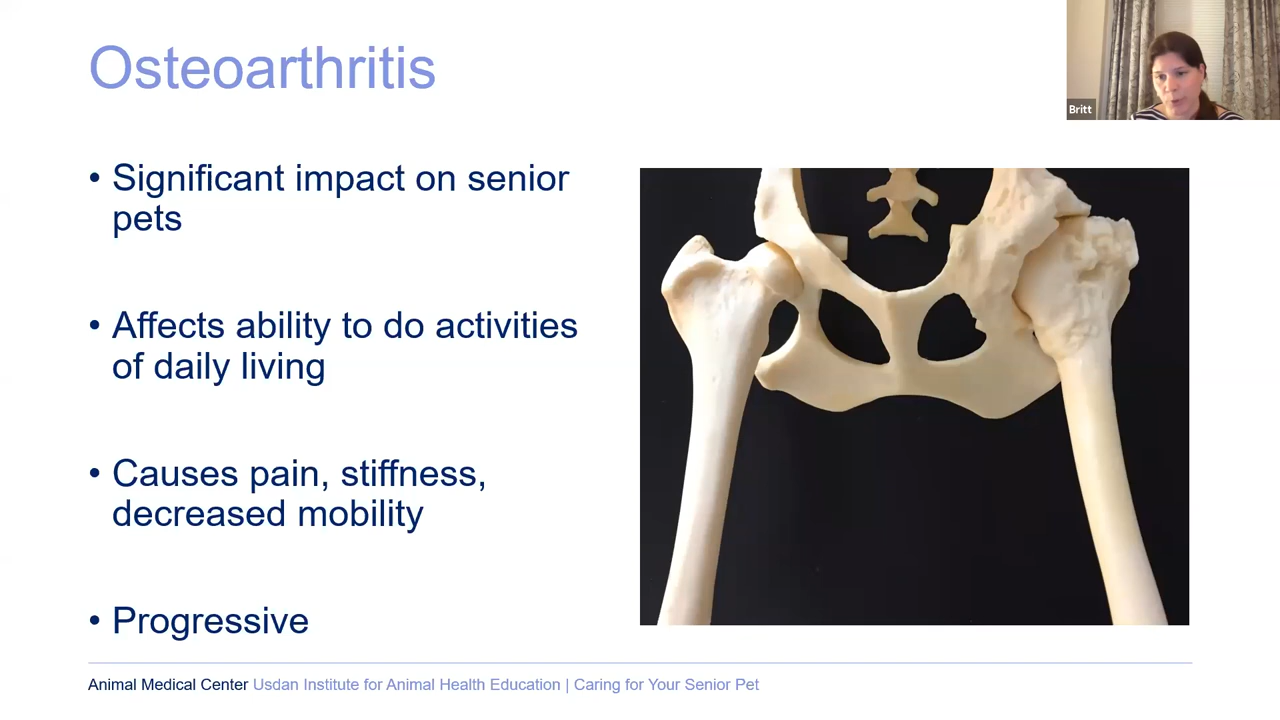 Osteoarthritis
Britt
• Significant impact on senior
pets
• Affects ability to do activities
of daily living
• Causes pain, stiffness,
decreased mobility
• Progressive
Animal Medical Center Usdan Institute for Animal Health Education | Caring for Your Senior Pet